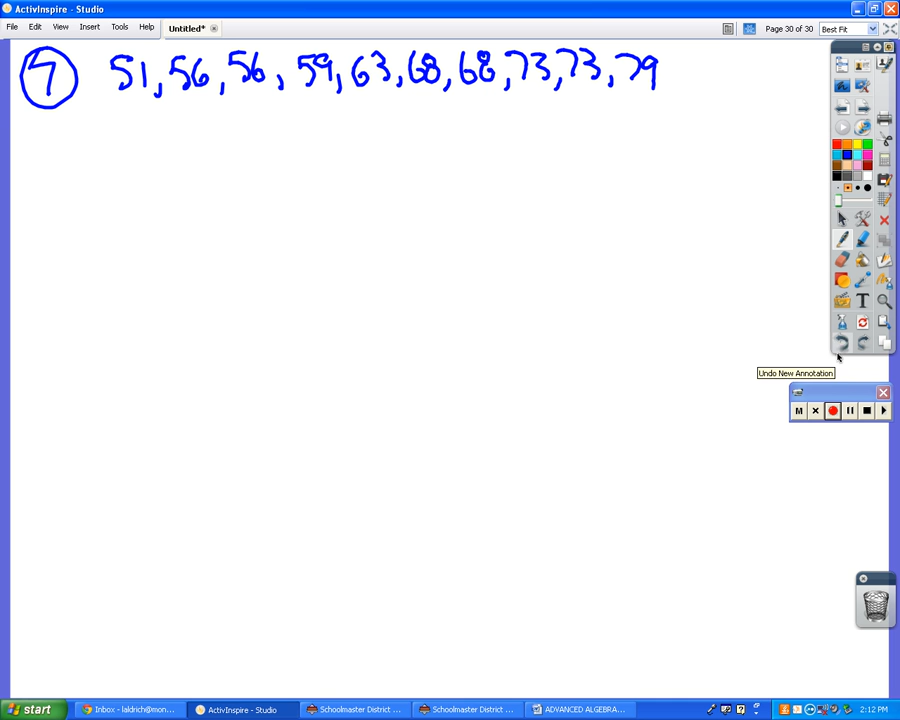 ActivInspire - Studio
File Edit View Insert Tools Help Untitled* Page 30 of 30 Best Fit
7 51, 56, 56, 59, 63, 68, 68, 73, 73, 79
Undo New Annotation
M
start Inbox - laldrich@mon... ActivInspire - Studio Schoolmaster District ... Schoolmaster District ... ADVANCED ALGEBRA... 2:12 PM